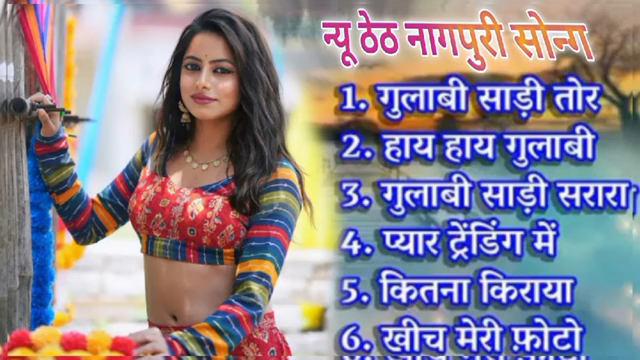 न्यू ठेठ नागपुरी सोन्ग
1. गुलाबी साड़ी तोर
2. हाय हाय गुलाबी
3. गुलाबी साड़ी सरारा
4. प्यार ट्रेंडिंग में
5. कितना किराया
6. खीच मेरी फ़ोटो